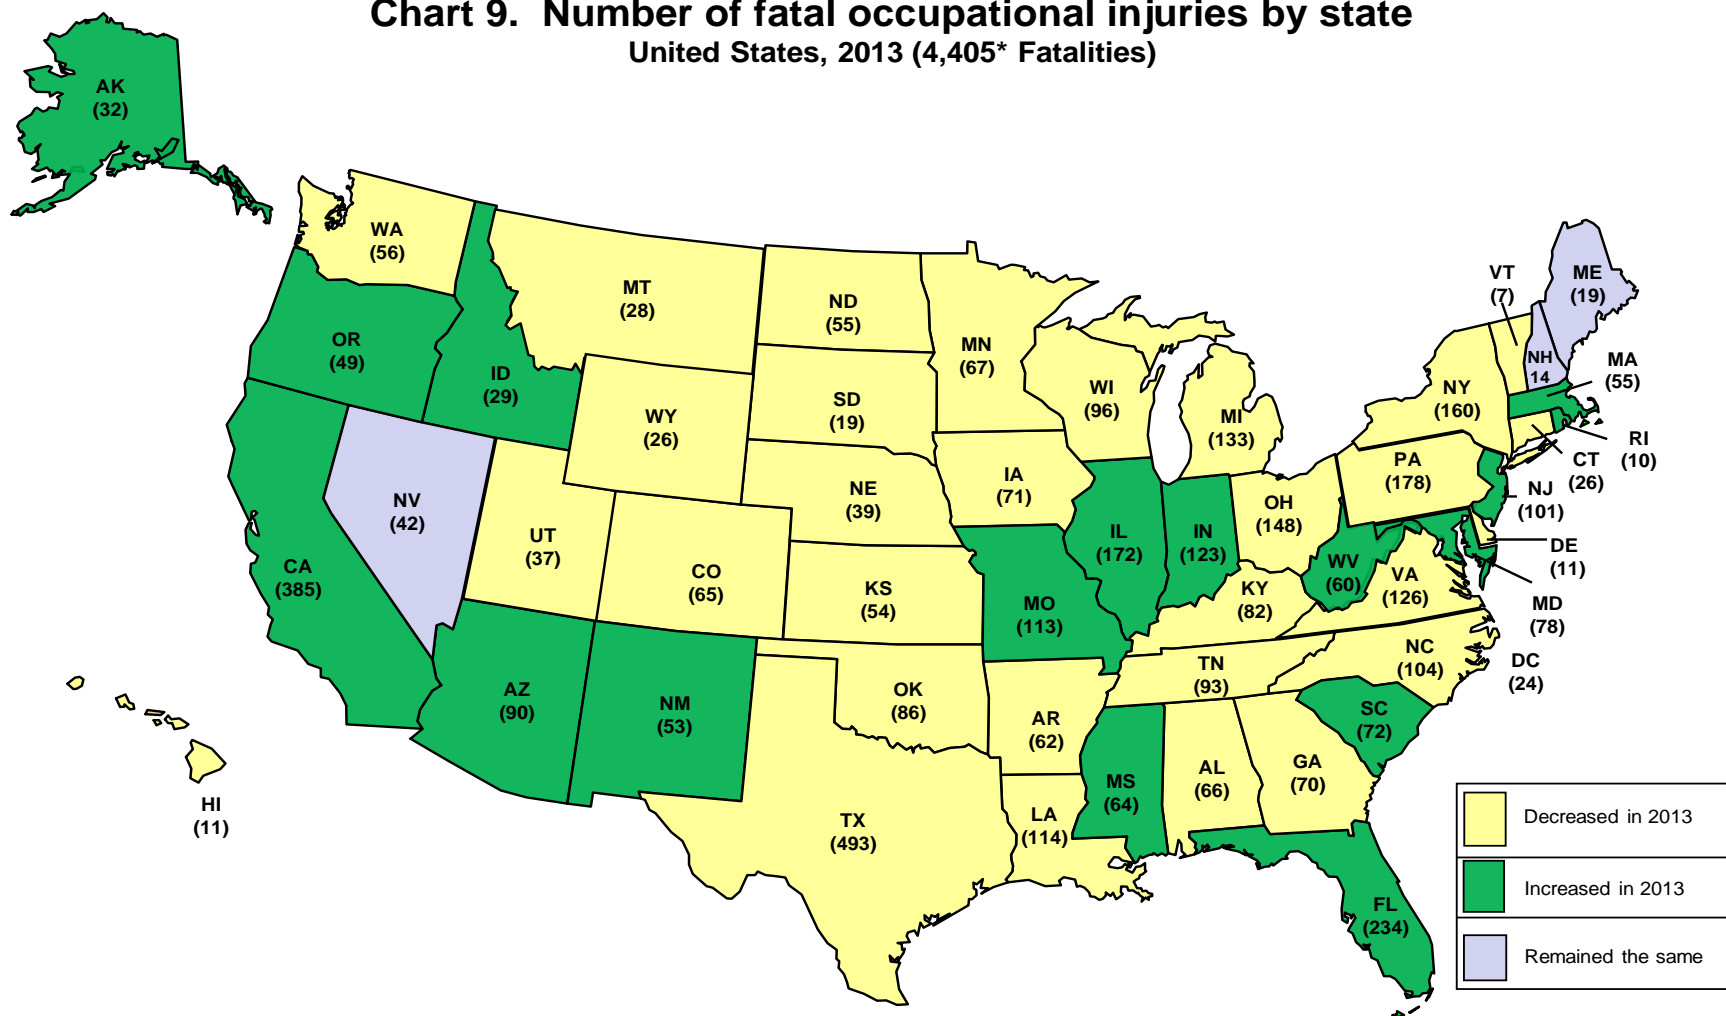 Chart 9. Number of fatal occupational injuries by state
United States, 2013 (4,405* Fatalities)
AK
(32)
WA
(56)
MT
(28)
ND
(55)
MN
(67)
VT
(7)
ME
(19)
OR
(49)
ID
(29)
WY
(26)
SD
(19)
WI
(96)
MI
(133)
NY
(160)
NH
14
MA
(55)
RI
(10)
CT
(26)
NV
(42)
UT
(37)
CO
(65)
NE
(39)
IA
(71)
IL
(172)
IN
(123)
OH
(148)
PA
(178)
NJ
(101)
DE
(11)
CA
(385)
KS
(54)
MO
(113)
KY
(82)
WV
(60)
VA
(126)
MD
(78)
DC
(24)
AZ
(90)
NM
(53)
OK
(86)
AR
(62)
TN
(93)
NC
(104)
SC
(72)
HI
(11)
TX
(493)
LA
(114)
MS
(64)
AL
(66)
GA
(70)
FL
(234)
Decreased in 2013
Increased in 2013
Remained the same